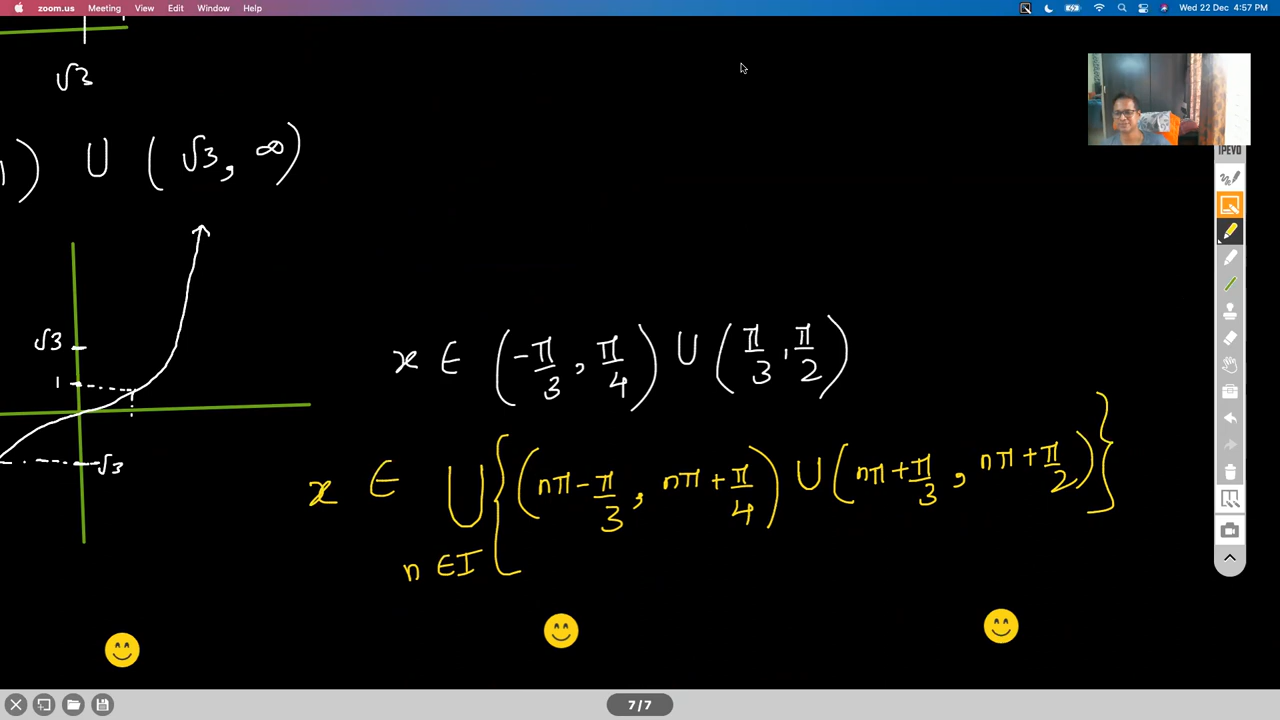 zoom.us Meeting View Edit Window Help Wed 22 Dec 4:57 PM
√3
1) ∪ (√3, ∞)
IPEVO
√3
1
-√3
x ∈ (-π/3, π/4) ∪ (π/3, π/2)
x ∈ ∪ {(nπ - π/3, nπ + π/4) ∪ (nπ + π/3, nπ + π/2)}
n ∈ I
7/7